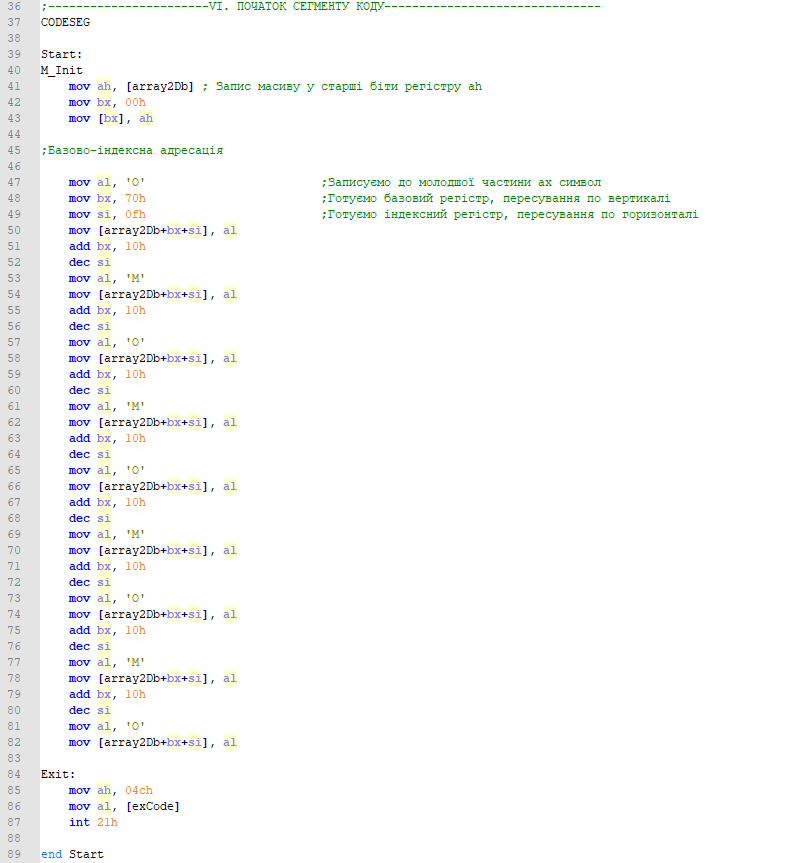 36 ;-----------------------VI. ПОЧАТОК СЕГМЕНТУ КОДУ-------------------------------
37 CODESEG
38
39 Start:
40 M_Init
41     mov ah, [array2Db] ; Запис масиву у старші біти регістру ah
42     mov bx, 00h
43     mov [bx], ah
44
45 ;Базово-індексна адресація
46
47     mov al, 'O'                         ;Записуємо до молодшої частини ax символ
48     mov bx, 70h                         ;Готуємо базовий регістр, пересування по вертикалі
49     mov si, 0fh                         ;Готуємо індексний регістр, пересування по горизонталі
50     mov [array2Db+bx+si], al
51     add bx, 10h
52     dec si
53     mov al, 'M'
54     mov [array2Db+bx+si], al
55     add bx, 10h
56     dec si
57     mov al, 'O'
58     mov [array2Db+bx+si], al
59     add bx, 10h
60     dec si
61     mov al, 'M'
62     mov [array2Db+bx+si], al
63     add bx, 10h
64     dec si
65     mov al, 'O'
66     mov [array2Db+bx+si], al
67     add bx, 10h
68     dec si
69     mov al, 'M'
70     mov [array2Db+bx+si], al
71     add bx, 10h
72     dec si
73     mov al, 'O'
74     mov [array2Db+bx+si], al
75     add bx, 10h
76     dec si
77     mov al, 'M'
78     mov [array2Db+bx+si], al
79     add bx, 10h
80     dec si
81     mov al, 'O'
82     mov [array2Db+bx+si], al
83
84 Exit:
85     mov ah, 04ch
86     mov al, [exCode]
87     int 21h
88
89 end Start